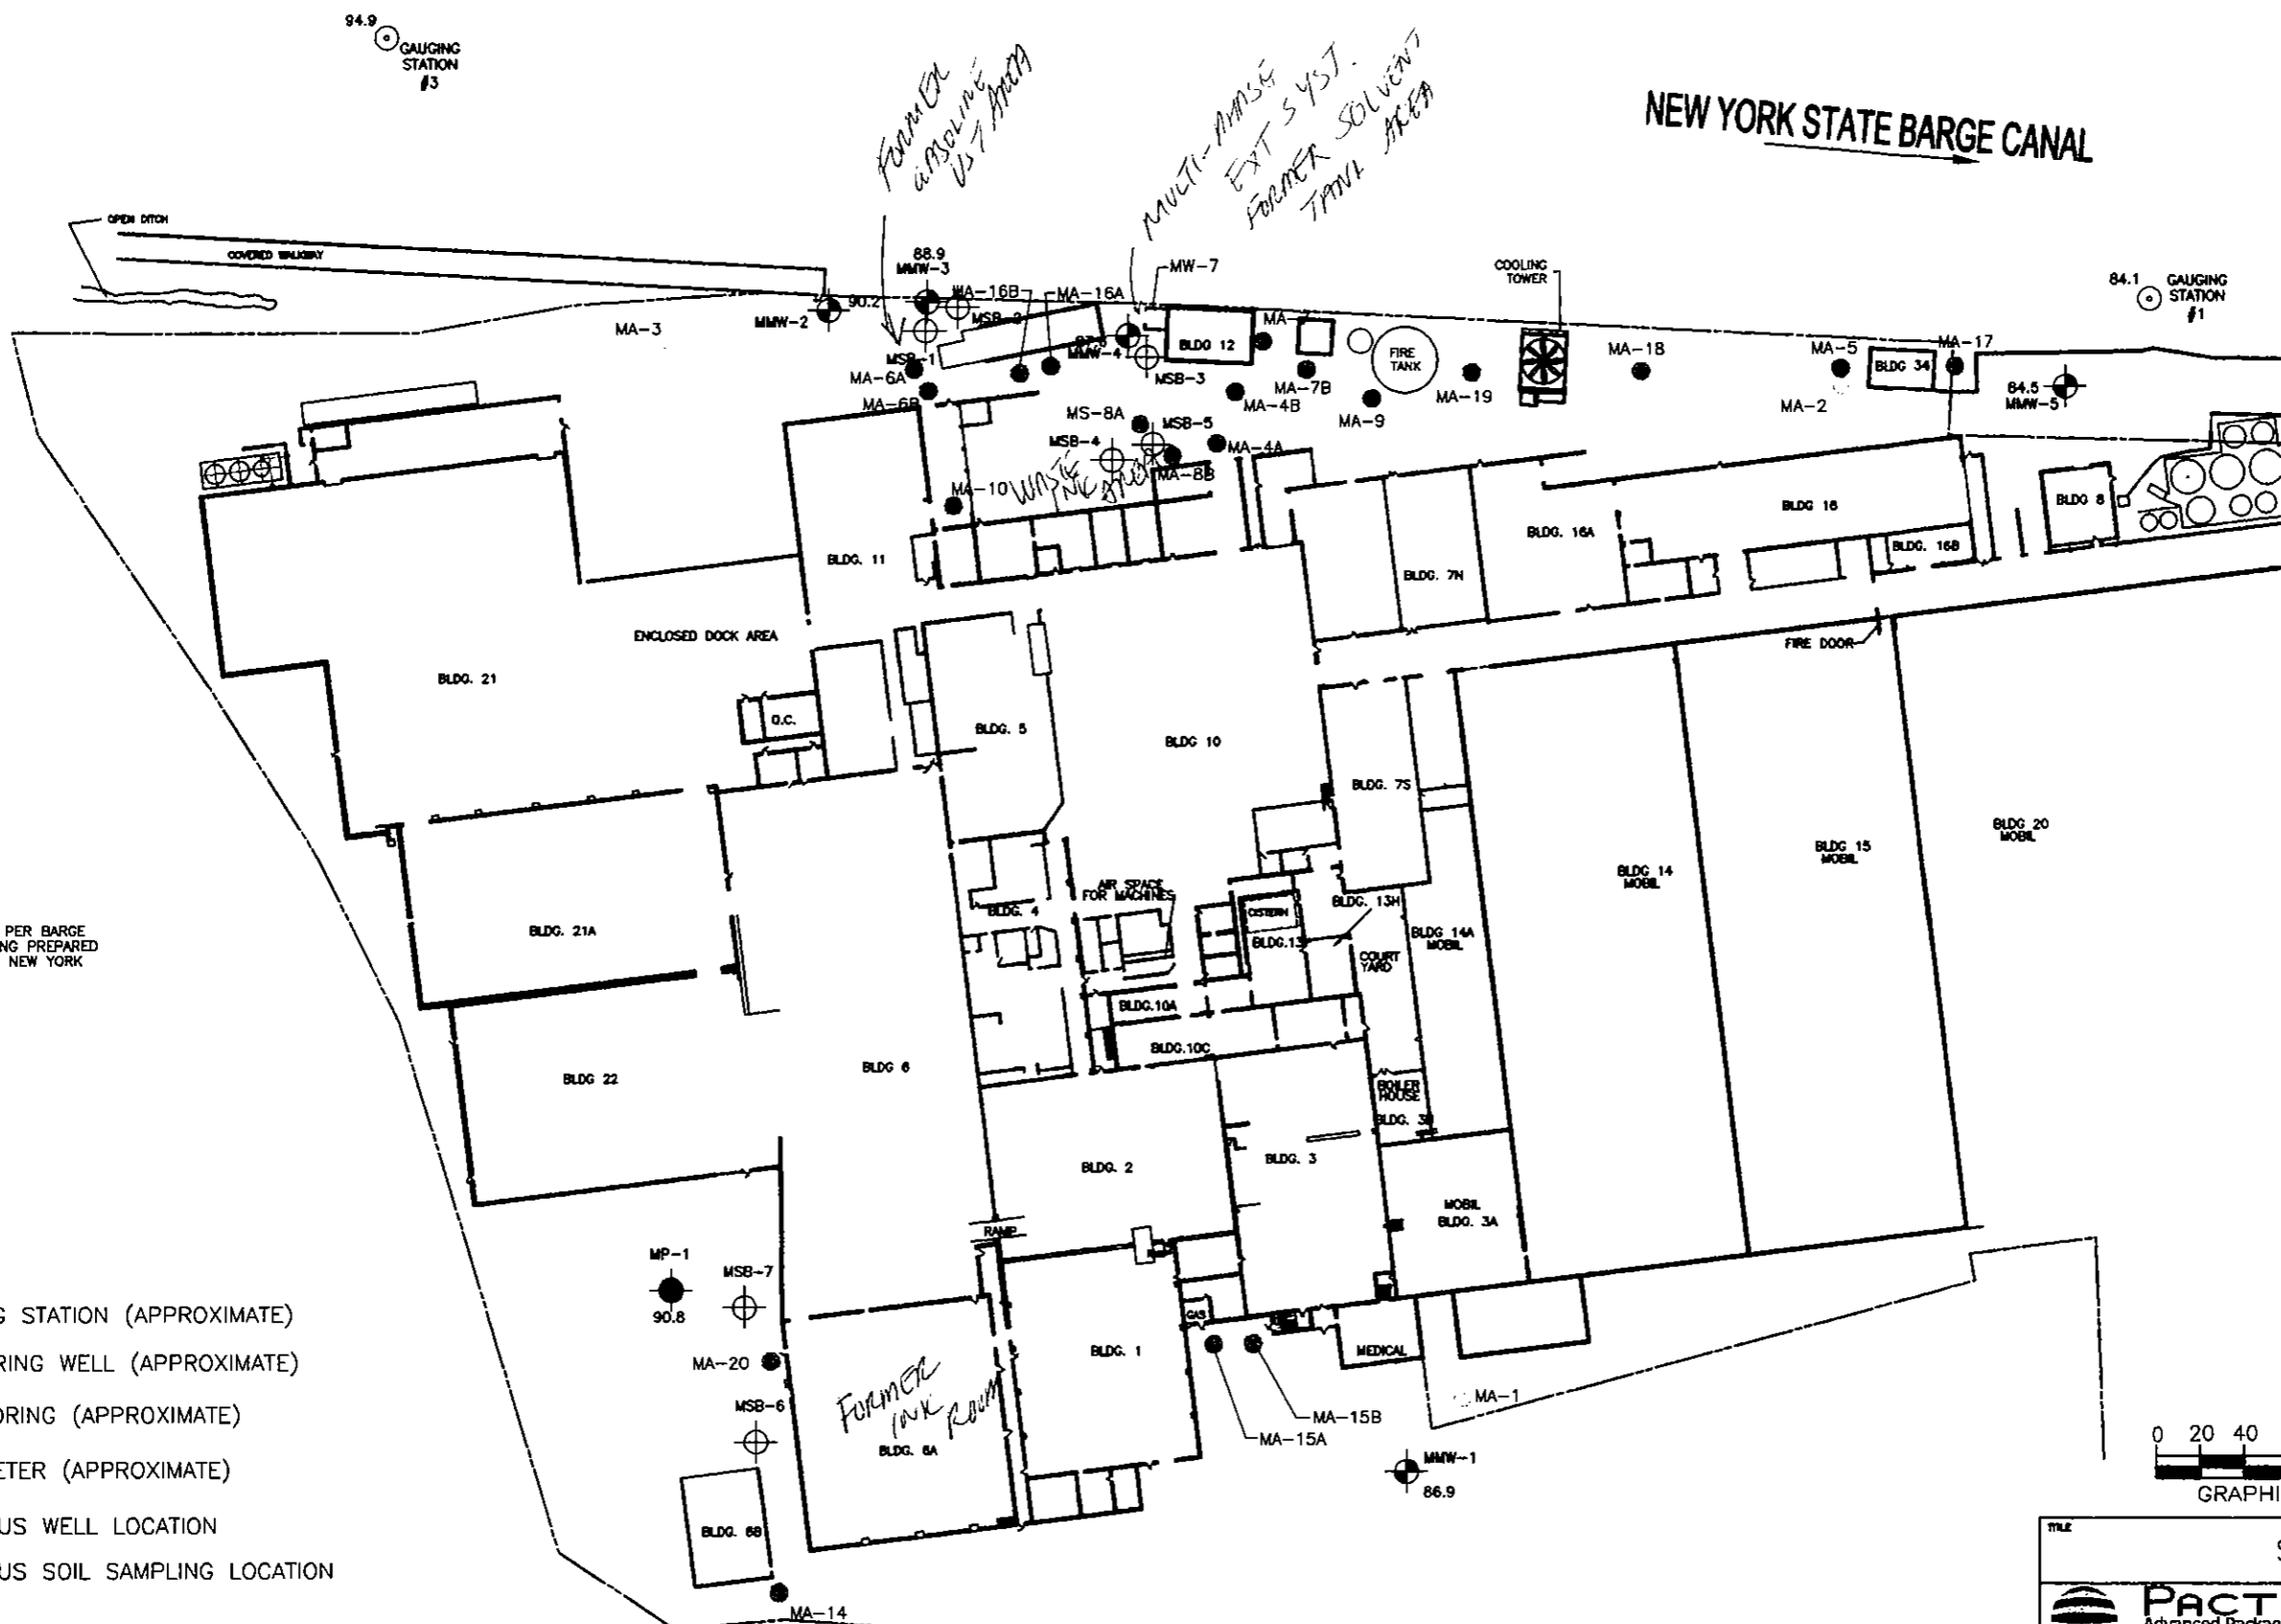 94.9
GAUGING
STATION
#3
FORMER
GASOLINE
UST AREA
MULTI-PHASE
EXT SYST.
FORMER SOLVENT
TANK AREA
NEW YORK STATE BARGE CANAL
OPEN DITCH
COVERED WALKWAY
88.9
MMW-3
MW-7
COOLING
TOWER
84.1
GAUGING
STATION
#1
MA-16B
MA-16A
90.2
MMW-2
MA-3
MSB-2
MSB-1
MMW-4
BLDG 12
MSB-3
FIRE
TANK
MA-7B
MA-18
MA-5
MA-17
BLDG 34
MA-6A
MA-6B
MS-8A
MA-4B
MA-9
MA-19
MA-2
84.5
MMW-5
MSB-5
MSB-4
MA-4A
MA-8B
WASTE
INK AREA
MA-10
BLDG 16
BLDG 8
BLDG. 16A
BLDG. 16B
BLDG. 11
BLDG. 7N
ENCLOSED DOCK AREA
FIRE DOOR
BLDG. 21
Q.C.
BLDG. 5
BLDG 10
BLDG. 7S
BLDG 20
MOBIL
BLDG 15
MOBIL
BLDG 14
MOBIL
AIR SPACE
FOR MACHINES
BLDG. 4
CISTERN
BLDG. 13H
BLDG.13
BLDG 14A
MOBIL
COURT
YARD
PER BARGE
NG PREPARED
NEW YORK
BLDG. 21A
BLDG.10A
BLDG.10C
BLDG 22
BLDG 6
BOILER
HOUSE
BLDG. 2
BLDG. 3
MOBIL
BLDG. 3A
RAMP
MP-1
90.8
MSB-7
GAS
G STATION (APPROXIMATE)
RING WELL (APPROXIMATE)
ORING (APPROXIMATE)
ETER (APPROXIMATE)
US WELL LOCATION
US SOIL SAMPLING LOCATION
MA-20
MSB-6
FORMER
INK ROOM
BLDG. 6A
BLDG. 1
MEDICAL
MA-1
MA-15B
MA-15A
MMW-1
86.9
BLDG. 6B
MA-14
0 20 40
GRAPHI
TITLE
S
PACT
Advanced Packag